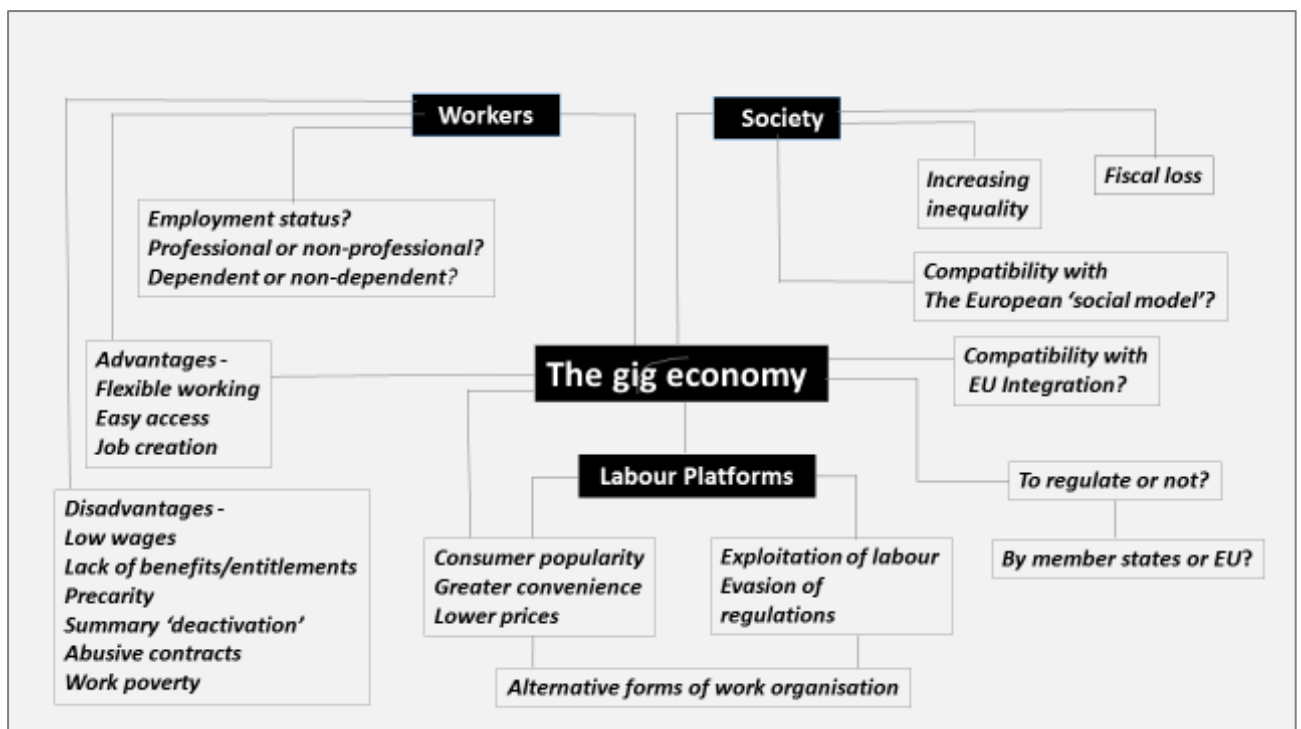 Workers
Society
Increasing
inequality
Fiscal loss
Employment status?
Professional or non-professional?
Dependent or non-dependent?
Compatibility with
The European ‘social model’?
Advantages -
Flexible working
Easy access
Job creation
The gig economy
Compatibility with
EU Integration?
Labour Platforms
To regulate or not?
Disadvantages -
Low wages
Lack of benefits/entitlements
Precarity
Summary ‘deactivation’
Abusive contracts
Work poverty
Consumer popularity
Greater convenience
Lower prices
Exploitation of labour
Evasion of
regulations
By member states or EU?
Alternative forms of work organisation